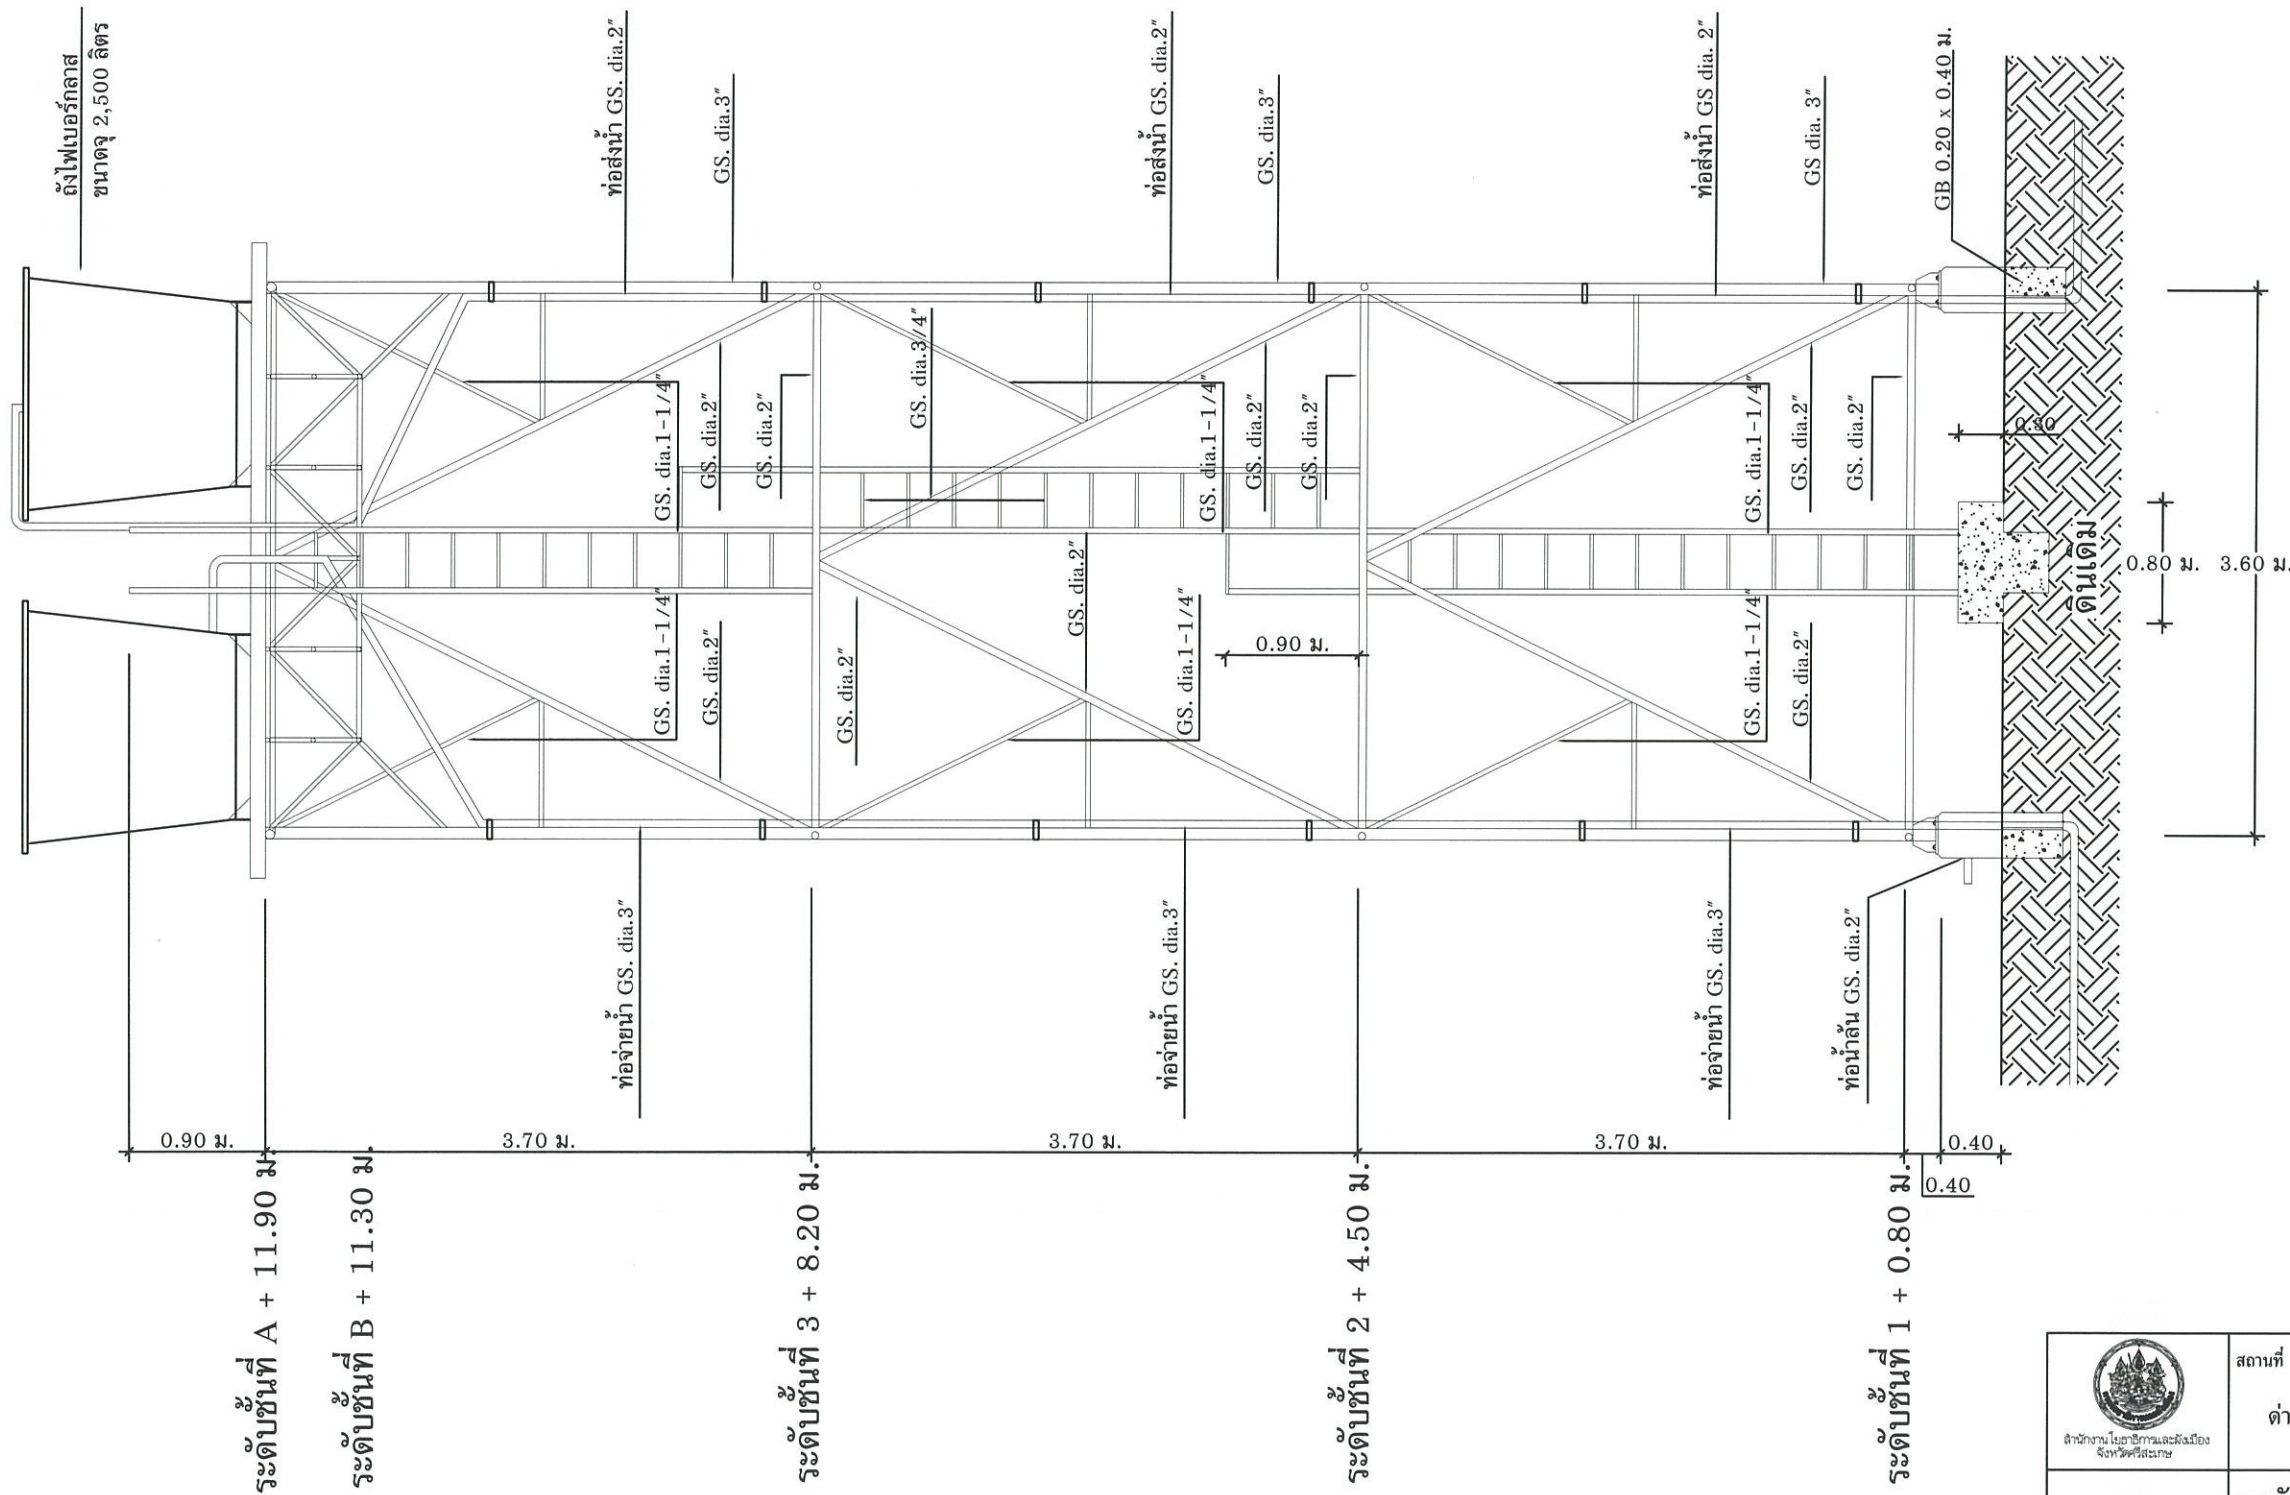 ถังไฟเบอร์กลาส
ขนาดจุ 2,500 ลิตร
ท่อส่งน้ำ GS. dia.2"
GS. dia.3"
ท่อส่งน้ำ GS. dia.2"
GS. dia.3"
ท่อส่งน้ำ GS dia. 2"
GS dia. 3"
GB 0.20 x 0.40 ม.
GS. dia.1-1/4"
GS. dia.2"
GS. dia.2"
GS. dia.3/4"
GS. dia.1-1/4"
GS. dia.2"
GS. dia.2"
GS. dia.1-1/4"
GS. dia.2"
GS. dia.2"
ดินเดิม
0.80 ม.
3.60 ม.
GS. dia.1-1/4"
GS. dia.2"
GS. dia.2"
GS. dia.2"
GS. dia.1-1/4"
0.90 ม.
GS. dia.1-1/4"
GS. dia.2"
ท่อจ่ายน้ำ GS. dia.3"
ท่อจ่ายน้ำ GS. dia.3"
ท่อจ่ายน้ำ GS. dia.3"
ท่อน้ำล้น GS. dia.2"
0.90 ม.
3.70 ม.
3.70 ม.
3.70 ม.
0.40
0.40
ระดับชั้นที่ A + 11.90 ม.
ระดับชั้นที่ B + 11.30 ม.
ระดับชั้นที่ 3 + 8.20 ม.
ระดับชั้นที่ 2 + 4.50 ม.
ระดับชั้นที่ 1 + 0.80 ม.
สถานที่
สำนักงานโยธาธิการและผังเมือง
จังหวัดศรีสะเกษ